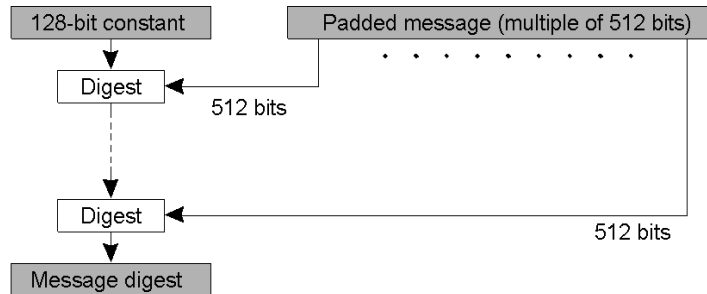 128-bit constant
Padded message (multiple of 512 bits)
Digest
512 bits
Digest
512 bits
Message digest